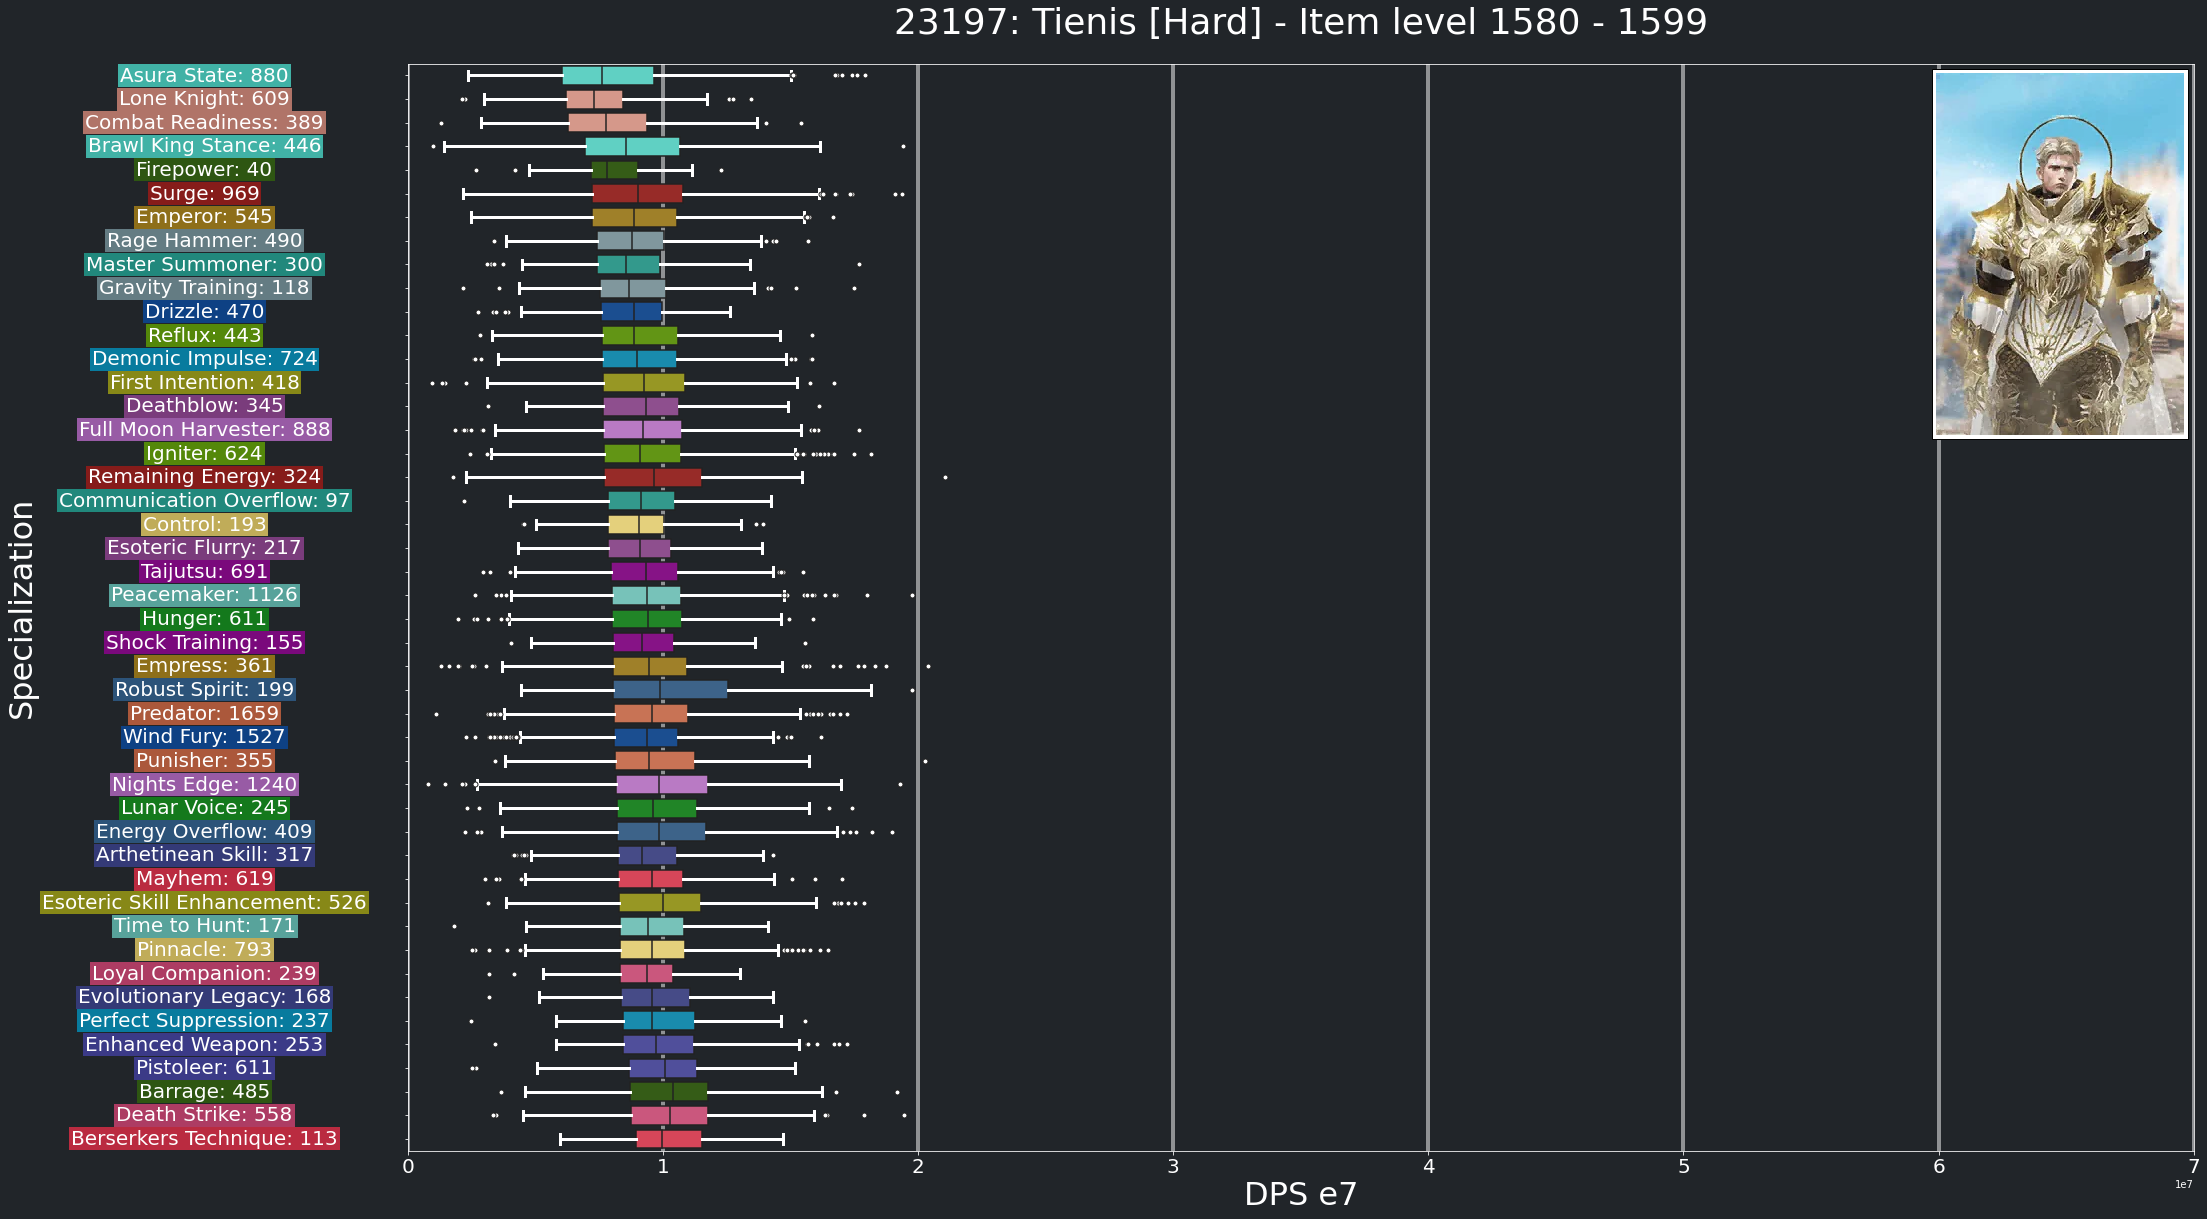 23197: Tienis [Hard] - Item level 1580 - 1599
Asura State: 880
Lone Knight: 609
Combat Readiness: 389
Brawl King Stance: 446
Firepower: 40
Surge: 969
Emperor: 545
Rage Hammer: 490
Master Summoner: 300
Gravity Training: 118
Drizzle: 470
Reflux: 443
Demonic Impulse: 724
First Intention: 418
Deathblow: 345
Full Moon Harvester: 888
Igniter: 624
Remaining Energy: 324
Communication Overflow: 97
Control: 193
Esoteric Flurry: 217
Taijutsu: 691
Peacemaker: 1126
Hunger: 611
Shock Training: 155
Empress: 361
Robust Spirit: 199
Predator: 1659
Wind Fury: 1527
Punisher: 355
Nights Edge: 1240
Lunar Voice: 245
Energy Overflow: 409
Arthetinean Skill: 317
Mayhem: 619
Esoteric Skill Enhancement: 526
Time to Hunt: 171
Pinnacle: 793
Loyal Companion: 239
Evolutionary Legacy: 168
Perfect Suppression: 237
Enhanced Weapon: 253
Pistoleer: 611
Barrage: 485
Death Strike: 558
Berserkers Technique: 113
Specialization
0 1 2 3 4 5 6 7
1e7
DPS e7